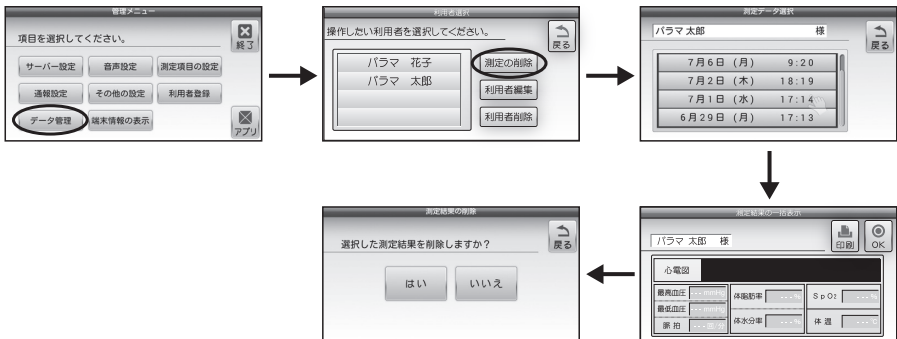 管理メニュー
項目を選択してください。
終了
サーバー設定
音声設定
測定項目の設定
通報設定
その他の設定
利用者登録
データ管理
端末情報の表示
アプリ
利用者選択
操作したい利用者を選択してください。
戻る
パラマ 花子
パラマ 太郎
測定の削除
利用者編集
利用者削除
測定データ選択
パラマ 太郎 様
戻る
7月6日 (月) 9:20
7月2日 (木) 18:19
7月1日 (水) 17:14
6月29日 (月) 17:13
測定結果の一括表示
パラマ 太郎 様
印刷
OK
心電図
最高血圧 ---mmHg
体脂肪率 ---%
SpO2 ---%
最低血圧 ---mmHg
脈 拍 ---拍/分
体水分率 ---%
体 温 ---℃
測定結果の削除
選択した測定結果を削除しますか？
戻る
はい
いいえ